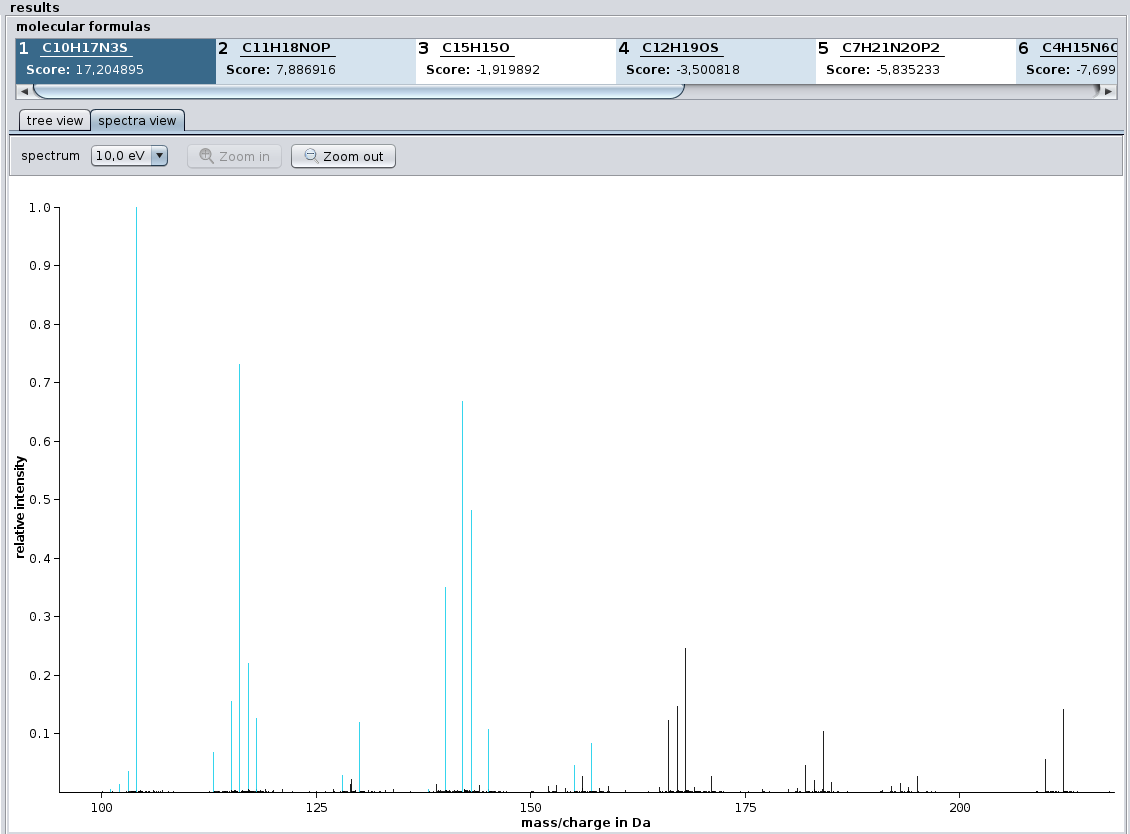 results
molecular formulas
1 C10H17N3S 2 C11H18NOP 3 C15H15O 4 C12H19OS 5 C7H21N2OP2 6 C4H15N6O
Score: 17,204895 Score: 7,886916 Score: -1,919892 Score: -3,500818 Score: -5,835233 Score: -7,699
tree view spectra view
spectrum 10,0 eV Zoom in Zoom out
1.0
0.9
0.8
0.7
0.6
0.5
0.4
0.3
0.2
0.1
relative intensity
100 125 150 175 200
mass/charge in Da